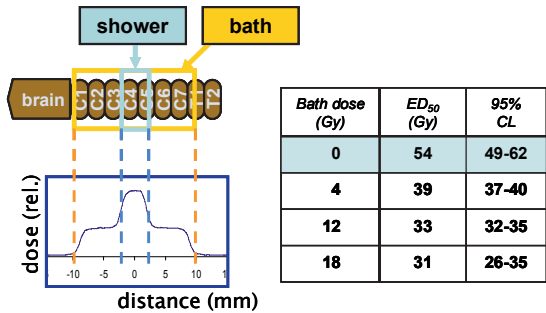 shower
bath
brain
C1
C2
C3
C4
C5
C6
C7
T1
T2
dose (rel.)
-10
-5
0
5
10
distance (mm)
Bath dose (Gy) ED50 (Gy) 95% CL
0 54 49-62
4 39 37-40
12 33 32-35
18 31 26-35